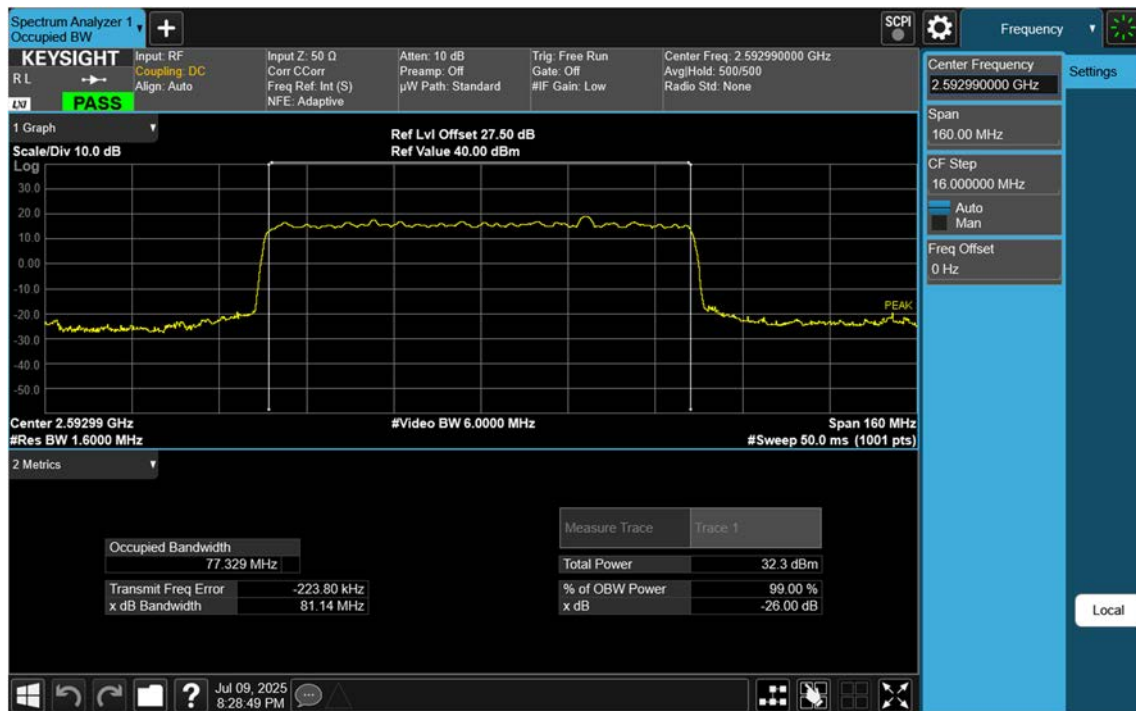 Spectrum Analyzer 1
Occupied BW
SCPI
Frequency
KEYSIGHT
R L
LXI
PASS
Input: RF
Coupling: DC
Align: Auto
Input Z: 50 Ω
Corr CCorr
Freq Ref: Int (S)
NFE: Adaptive
Atten: 10 dB
Preamp: Off
µW Path: Standard
Trig: Free Run
Gate: Off
#IF Gain: Low
Center Freq: 2.592990000 GHz
Avg|Hold: 500/500
Radio Std: None
Center Frequency
2.592990000 GHz
Settings
Span
160.00 MHz
CF Step
16.000000 MHz
Auto
Man
Freq Offset
0 Hz
1 Graph
Scale/Div 10.0 dB
Ref Lvl Offset 27.50 dB
Ref Value 40.00 dBm
Log
30.0
20.0
10.0
0.00
-10.0
-20.0
-30.0
-40.0
-50.0
PEAK
Center 2.59299 GHz
#Video BW 6.0000 MHz
Span 160 MHz
#Res BW 1.6000 MHz
#Sweep 50.0 ms (1001 pts)
2 Metrics
Measure Trace Trace 1
Occupied Bandwidth
77.329 MHz
Total Power 32.3 dBm
Transmit Freq Error -223.80 kHz
% of OBW Power 99.00 %
x dB Bandwidth 81.14 MHz
x dB -26.00 dB
Local
?
Jul 09, 2025
8:28:49 PM